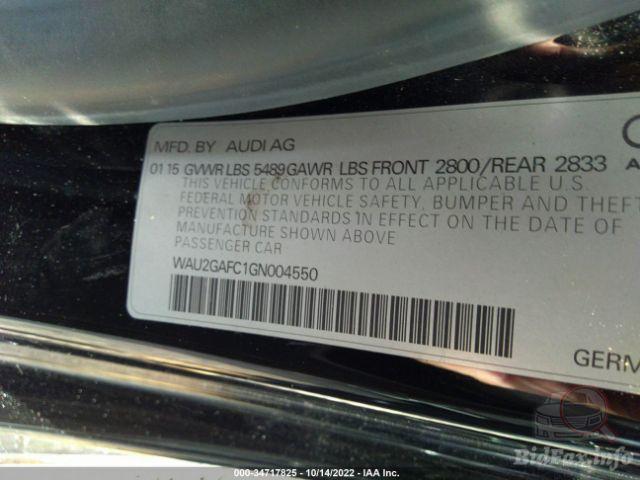 MFD. BY AUDI AG
01 15 GVWR LBS 5489 GAWR LBS FRONT 2800/REAR 2833
THIS VEHICLE CONFORMS TO ALL APPLICABLE U.S.
FEDERAL MOTOR VEHICLE SAFETY, BUMPER AND THEFT
PREVENTION STANDARDS IN EFFECT ON THE DATE OF
MANUFACTURE SHOWN ABOVE
PASSENGER CAR
WAU2GAFC1GN004550
GERM
BidFax.info
000-34717825 - 10/14/2022 - IAA Inc.